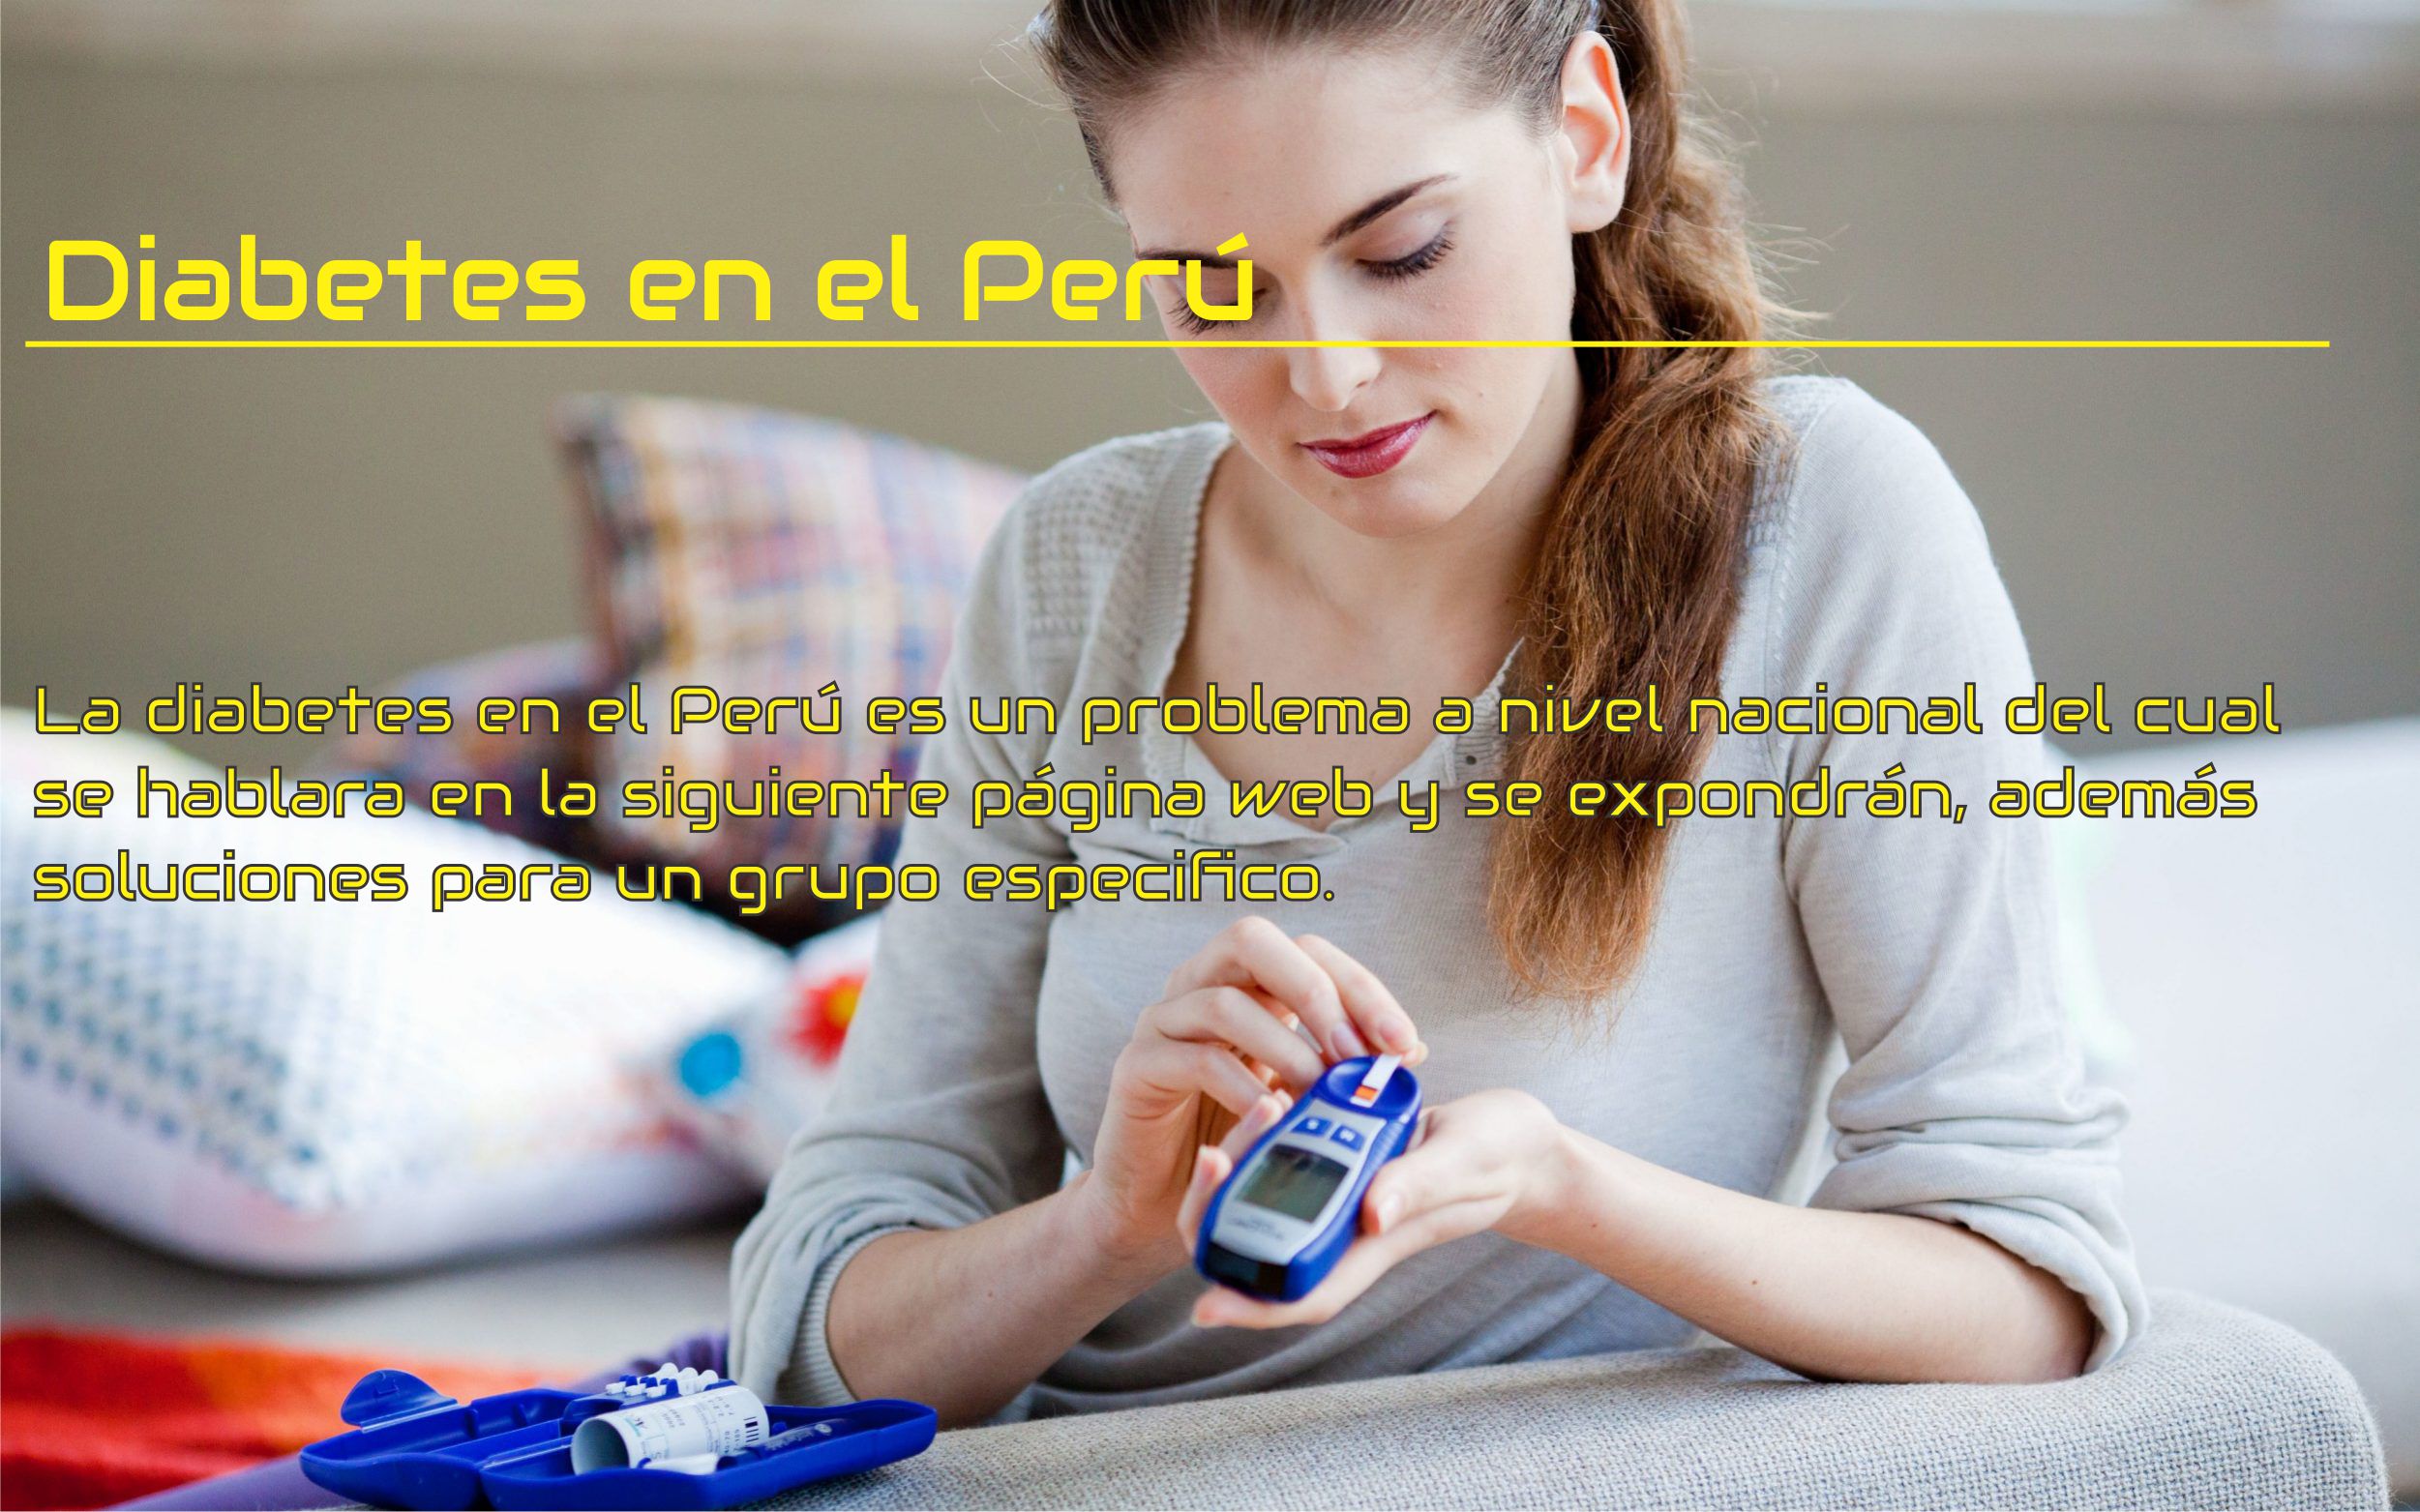 Diabetes en el Perú
La diabetes en el Perú es un problema a nivel nacional del cual
se hablara en la siguiente página web y se expondrán, además
soluciones para un grupo especifico.